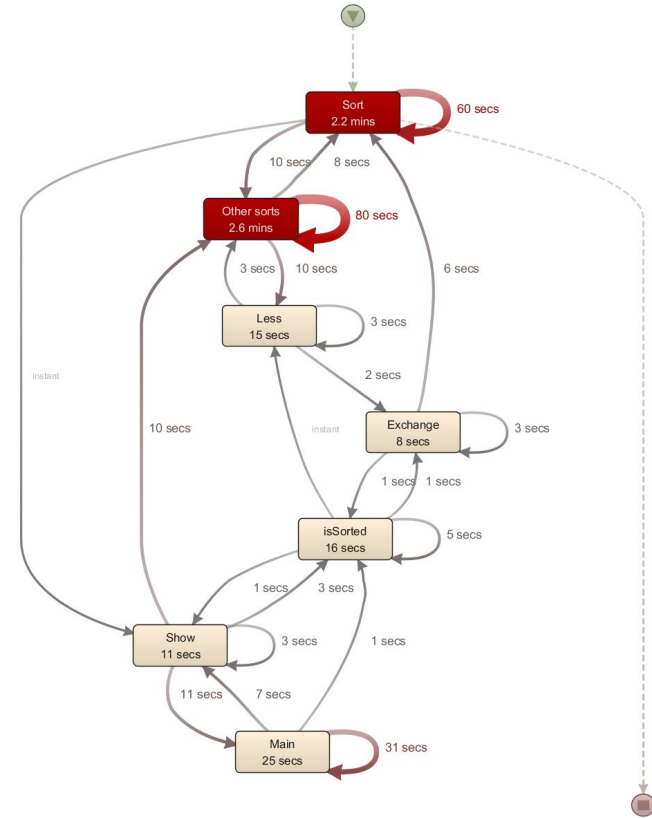 Sort
2.2 mins
60 secs
10 secs
8 secs
Other sorts
2.6 mins
80 secs
3 secs
10 secs
6 secs
Less
15 secs
3 secs
2 secs
instant
10 secs
instant
Exchange
8 secs
3 secs
1 secs
1 secs
isSorted
16 secs
5 secs
1 secs
3 secs
Show
11 secs
3 secs
1 secs
11 secs
7 secs
Main
25 secs
31 secs